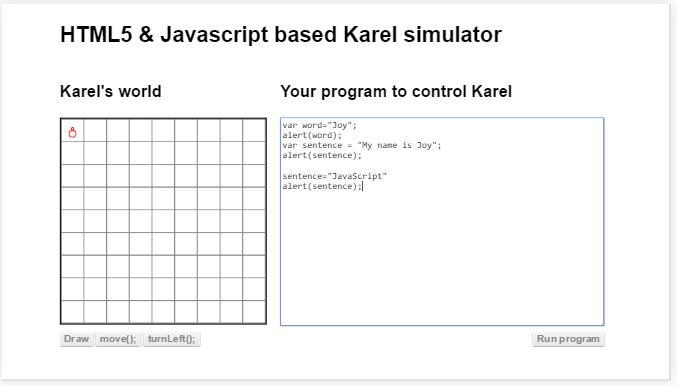 HTML5 & Javascript based Karel simulator
Karel's world
Your program to control Karel
var word="Joy";
alert(word);
var sentence = "My name is Joy";
alert(sentence);
sentence="JavaScript"
alert(sentence);
Draw move(); turnLeft(); Run program